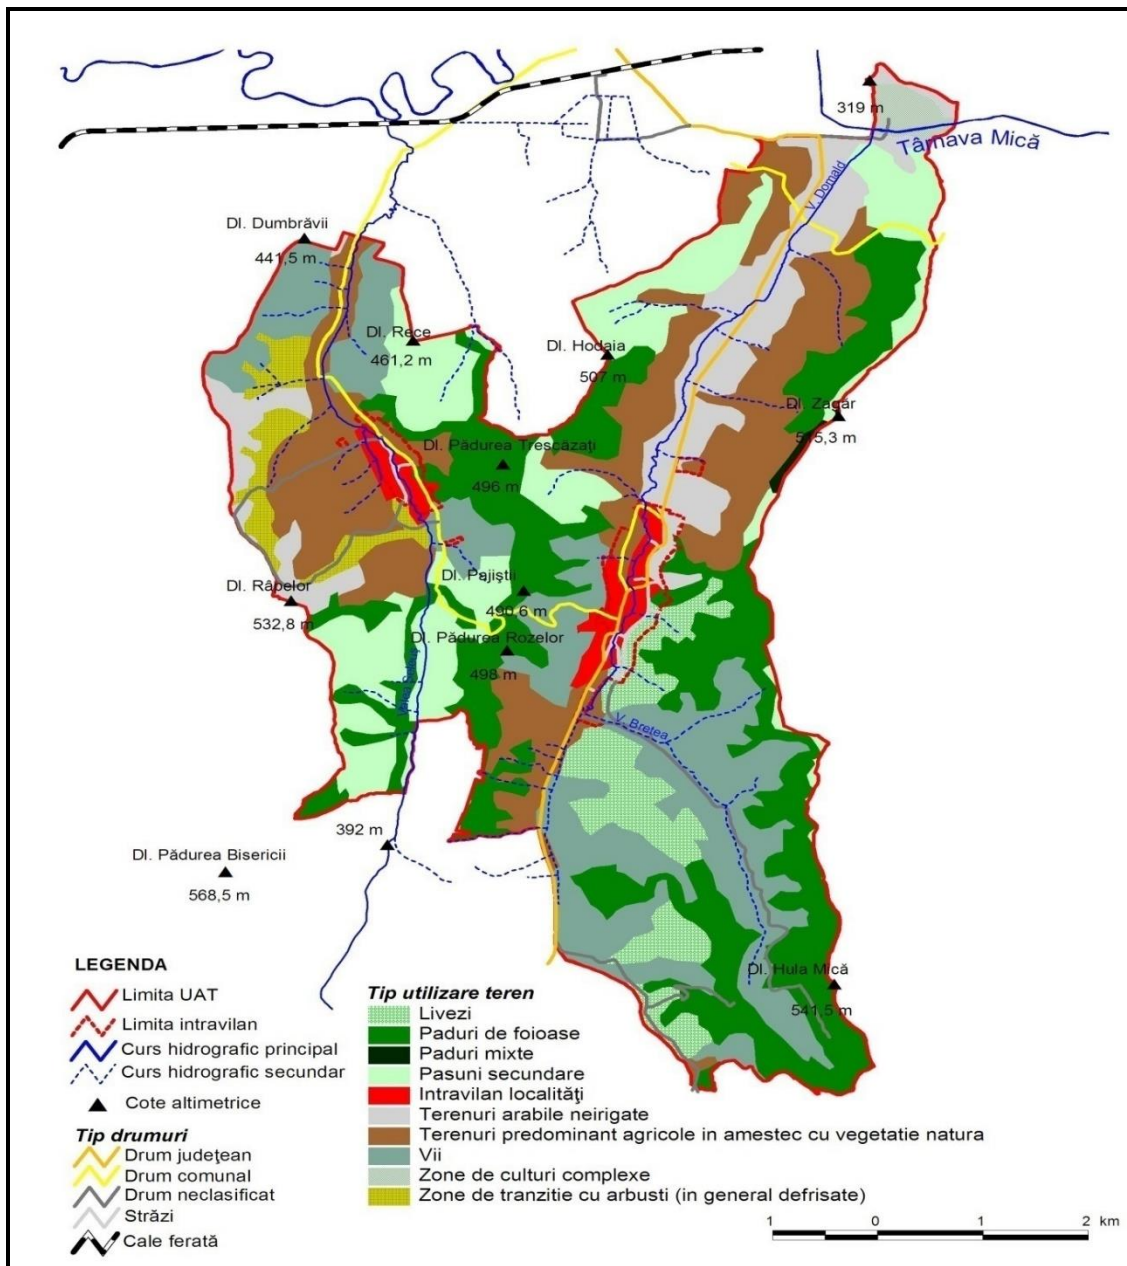 319 m
Târnava Mică
V. Domald
Dl. Dumbrăvii
441,5 m
Dl. Rece
461,2 m
Dl. Hodaia
507 m
Dl. Zagăr
515,3 m
Dl. Pădurea Trescăzați
496 m
Dl. Pajiștii
490,6 m
Dl. Râpelor
532,8 m
Dl. Pădurea Rozelor
498 m
V. Bretea
392 m
Dl. Pădurea Bisericii
568,5 m
Dl. Hula Mică
541,5 m
LEGENDA
Limita UAT
Limita intravilan
Curs hidrografic principal
Curs hidrografic secundar
Cote altimetrice
Tip drumuri
Drum județean
Drum comunal
Drum neclasificat
Străzi
Cale ferată
Tip utilizare teren
Livezi
Paduri de foioase
Paduri mixte
Pasuni secundare
Intravilan localități
Terenuri arabile neirigate
Terenuri predominant agricole in amestec cu vegetatie natura
Vii
Zone de culturi complexe
Zone de tranzitie cu arbusti (in general defrisate)
1 0 1 2 km